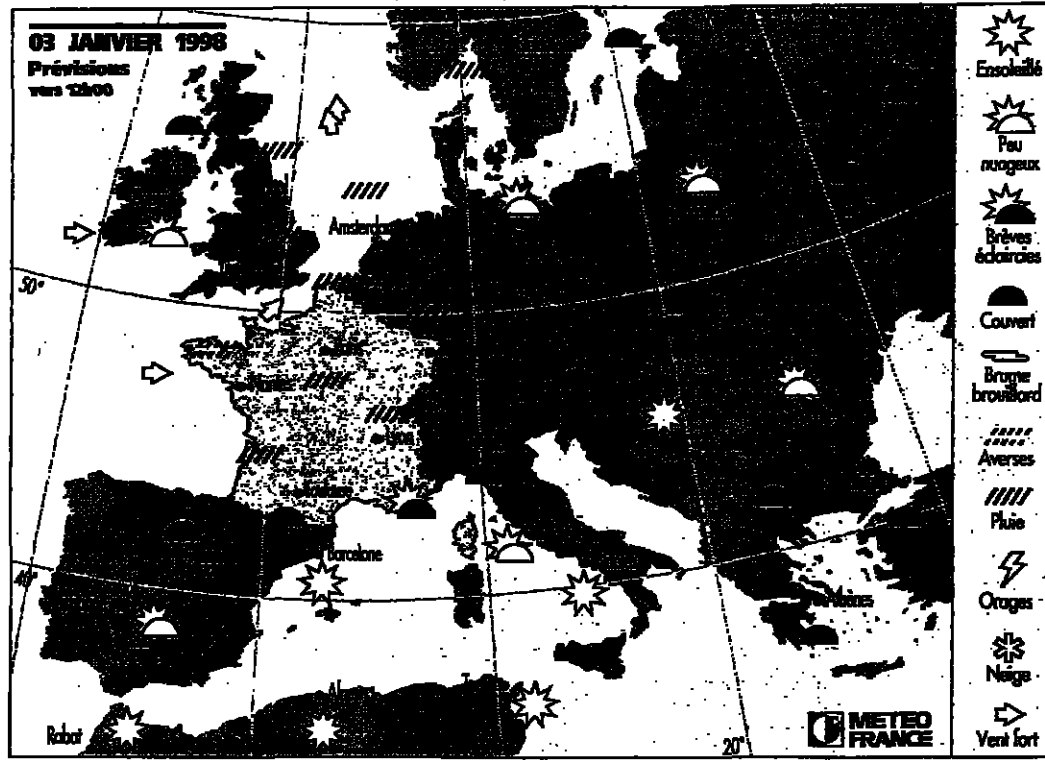 03 JANVIER 1998
Prévisions
vers 12h00
Amsterdam
50°
Nantes
Lyon
Barcelone
40°
Athènes
Rabat
20°
METEO
FRANCE
Ensoleillé
Peu
nuageux
Brèves
éclaircies
Couvert
Brume
brouillard
Averses
Pluie
Orages
Neige
Vent fort